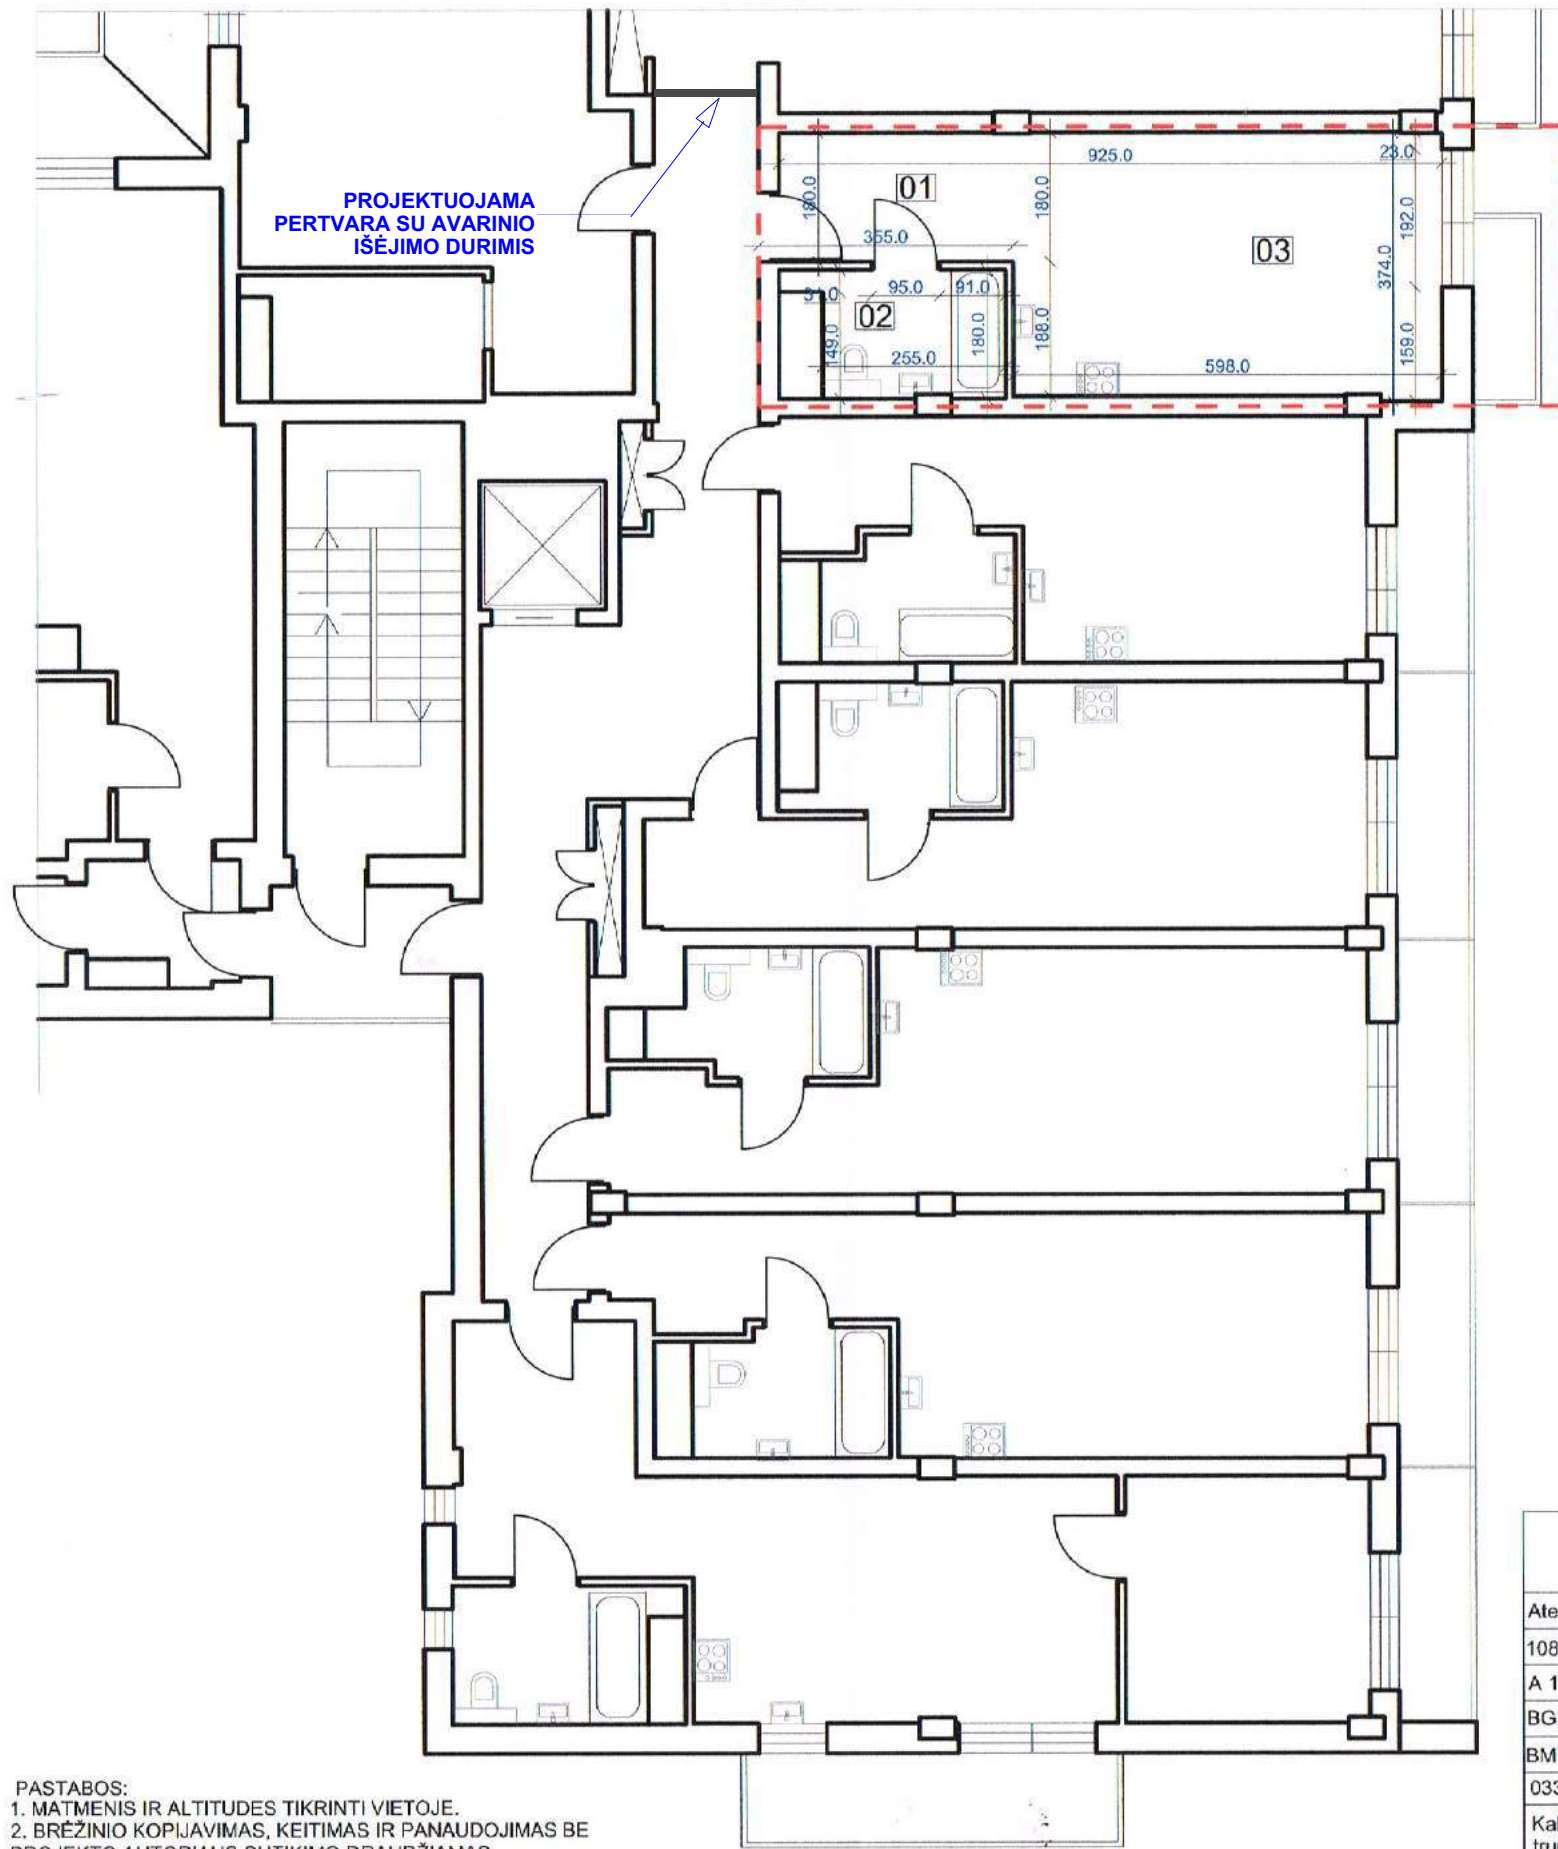 PROJEKTUOJAMA
PERTVARA SU AVARINIO
IŠĖJIMO DURIMIS
925.0
23.0
180.0
01
180.0
192.0
365.0
03
374.0
95.0
91.0
02
149.0
180.0
188.0
255.0
598.0
159.0
Ate
108
A 1
BG
BM
033
Kal
PASTABOS:
1. MATMENIS IR ALTITUDES TIKRINTI VIETOJE.
2. BRĖŽINIO KOPIJAVIMAS, KEITIMAS IR PANAUDOJIMAS BE